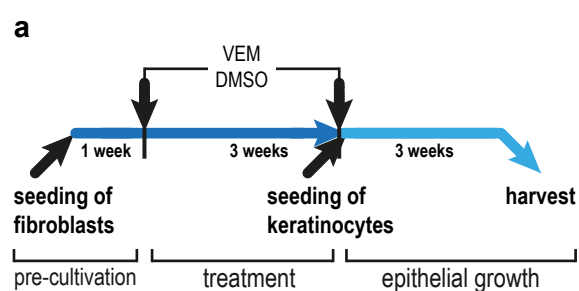 a
VEM
DMSO
1 week
3 weeks
3 weeks
seeding of
fibroblasts
seeding of
keratinocytes
harvest
pre-cultivation
treatment
epithelial growth